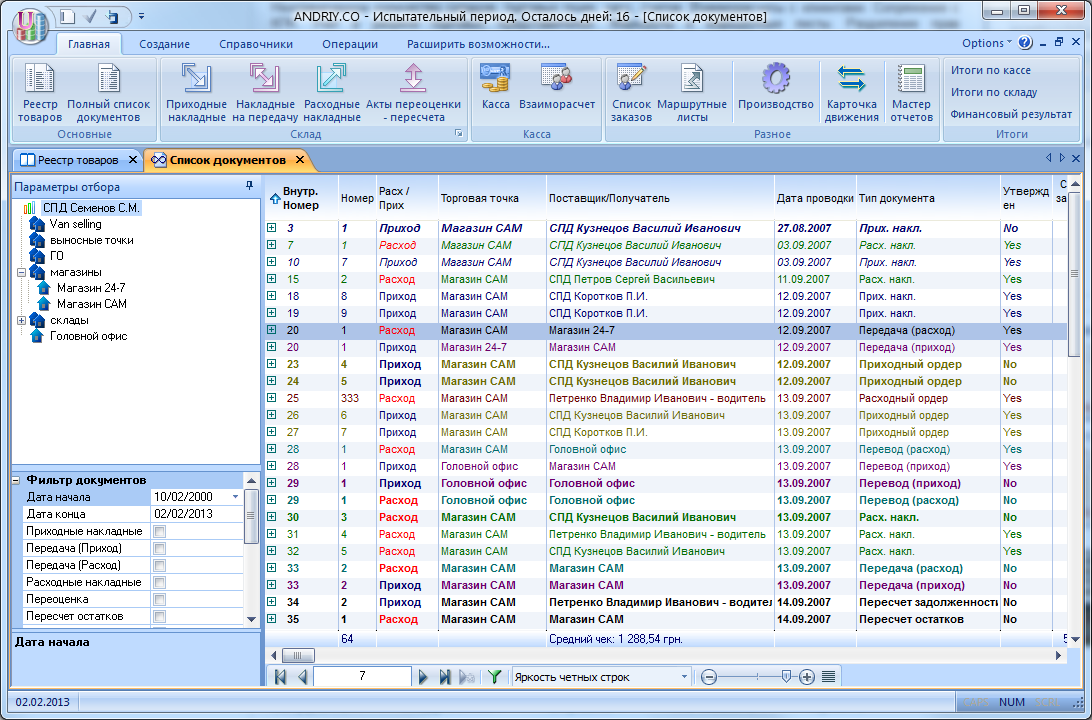 ANDRIY.CO - Испытательный период. Осталось дней: 16 - [Список документов]
Главная Создание Справочники Операции Расширить возможности... Options
Реестр товаров
Полный список документов
Основные
Приходные накладные
Накладные на передачу
Расходные накладные
Акты переоценки - пересчета
Склад
Касса
Взаиморасчет
Касса
Список заказов
Маршрутные листы
Производство
Карточка движения
Мастер отчетов
Разное
Итоги по кассе
Итоги по складу
Финансовый результат
Итоги
Реестр товаров Список документов
Параметры отбора
СПД Семенов С.М.
Van selling
выносные точки
ГО
магазины
Магазин 24-7
Магазин САМ
склады
Головной офис
Фильтр документов
Дата начала 10/02/2000
Дата конца 02/02/2013
Приходные накладные
Передача (Приход)
Передача (Расход)
Расходные накладные
Переоценка
Пересчет остатков
Дата начала
Внутр. Номер Номер Расх / Прих Торговая точка Поставщик/Получатель Дата проводки Тип документа Утвержд ен С за
3 1 Приход Магазин САМ СПД Кузнецов Василий Иванович 27.08.2007 Прих. накл. No
7 1 Расход Магазин САМ СПД Кузнецов Василий Иванович 03.09.2007 Расх. накл. Yes
10 7 Приход Магазин САМ СПД Кузнецов Василий Иванович 03.09.2007 Прих. накл. Yes
15 2 Расход Магазин САМ СПД Петров Сергей Васильевич 11.09.2007 Расх. накл. Yes
18 8 Приход Магазин САМ СПД Коротков П.И. 12.09.2007 Прих. накл. Yes
19 9 Приход Магазин САМ СПД Коротков П.И. 12.09.2007 Прих. накл. Yes
20 1 Расход Магазин САМ Магазин 24-7 12.09.2007 Передача (расход) Yes
20 1 Приход Магазин 24-7 Магазин САМ 12.09.2007 Передача (приход) Yes
23 4 Приход Магазин САМ СПД Кузнецов Василий Иванович 12.09.2007 Приходный ордер No
24 5 Приход Магазин САМ СПД Кузнецов Василий Иванович 12.09.2007 Приходный ордер No
25 333 Расход Магазин САМ Петренко Владимир Иванович - водитель 13.09.2007 Расходный ордер Yes
26 6 Приход Магазин САМ СПД Кузнецов Василий Иванович 13.09.2007 Приходный ордер Yes
27 7 Приход Магазин САМ СПД Коротков П.И. 13.09.2007 Приходный ордер Yes
28 1 Расход Магазин САМ Головной офис 13.09.2007 Перевод (расход) Yes
28 1 Приход Головной офис Магазин САМ 13.09.2007 Перевод (приход) Yes
29 1 Приход Головной офис Головной офис 13.09.2007 Перевод (приход) No
29 1 Расход Головной офис Головной офис 13.09.2007 Перевод (расход) No
30 3 Расход Магазин САМ СПД Кузнецов Василий Иванович 13.09.2007 Расх. накл. No
31 4 Расход Магазин САМ Петренко Владимир Иванович - водитель 13.09.2007 Расх. накл. Yes
32 5 Расход Магазин САМ СПД Кузнецов Василий Иванович 13.09.2007 Расх. накл. Yes
33 2 Расход Магазин САМ Магазин САМ 13.09.2007 Передача (расход) No
33 2 Приход Магазин САМ Магазин САМ 13.09.2007 Передача (приход) No
34 2 Приход Магазин САМ Петренко Владимир Иванович - водител 14.09.2007 Пересчет задолженност No
35 1 Расход Магазин САМ Магазин САМ 14.09.2007 Пересчет остатков No
64 Средний чек: 1 288,54 грн.
7 Яркость четных строк
02.02.2013 NUM